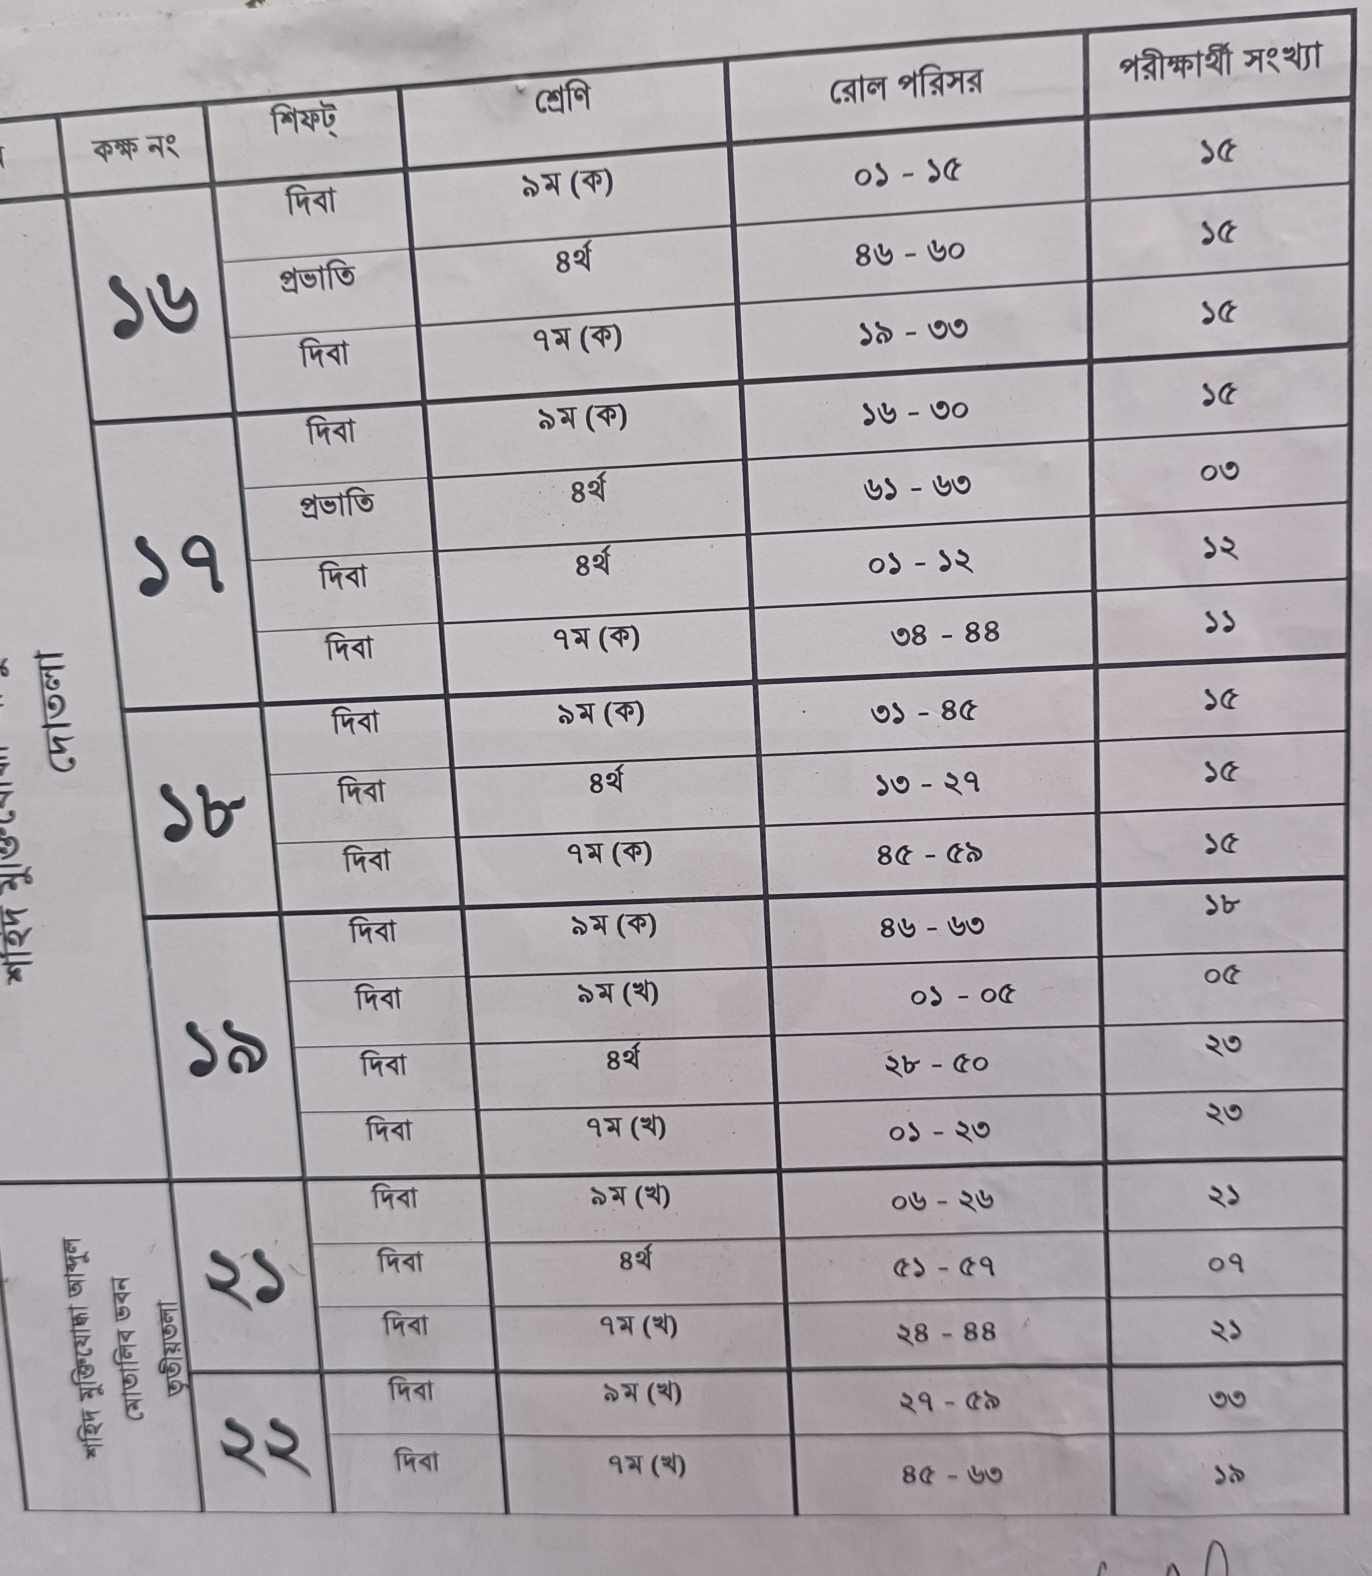 কক্ষ নং শিফট্ শ্রেণি রোল পরিসর পরীক্ষার্থী সংখ্যা
দোতলা
১৬
দিবা ৯ম (ক) ০১ - ১৫ ১৫
প্রভাতি ৪র্থ ৪৬ - ৬০ ১৫
দিবা ৭ম (ক) ১৯ - ৩৩ ১৫
১৭
দিবা ৯ম (ক) ১৬ - ৩০ ১৫
প্রভাতি ৪র্থ ৬১ - ৬৩ ০৩
দিবা ৪র্থ ০১ - ১২ ১২
দিবা ৭ম (ক) ৩৪ - ৪৪ ১১
১৮
দিবা ৯ম (ক) ৩১ - ৪৫ ১৫
দিবা ৪র্থ ১৩ - ২৭ ১৫
দিবা ৭ম (ক) ৪৫ - ৫৯ ১৫
১৯
দিবা ৯ম (ক) ৪৬ - ৬৩ ১৮
দিবা ৯ম (খ) ০১ - ০৫ ০৫
দিবা ৪র্থ ২৮ - ৫০ ২৩
দিবা ৭ম (খ) ০১ - ২৩ ২৩
শহিদ মুক্তিযোদ্ধা আব্দুল
মোতালিব ভবন
তৃতীয়তলা
২১
দিবা ৯ম (খ) ০৬ - ২৬ ২১
দিবা ৪র্থ ৫১ - ৫৭ ০৭
দিবা ৭ম (খ) ২৪ - ৪৪ ২১
২২
দিবা ৯ম (খ) ২৭ - ৫৯ ৩৩
দিবা ৭ম (খ) ৪৫ - ৬৩ ১৯